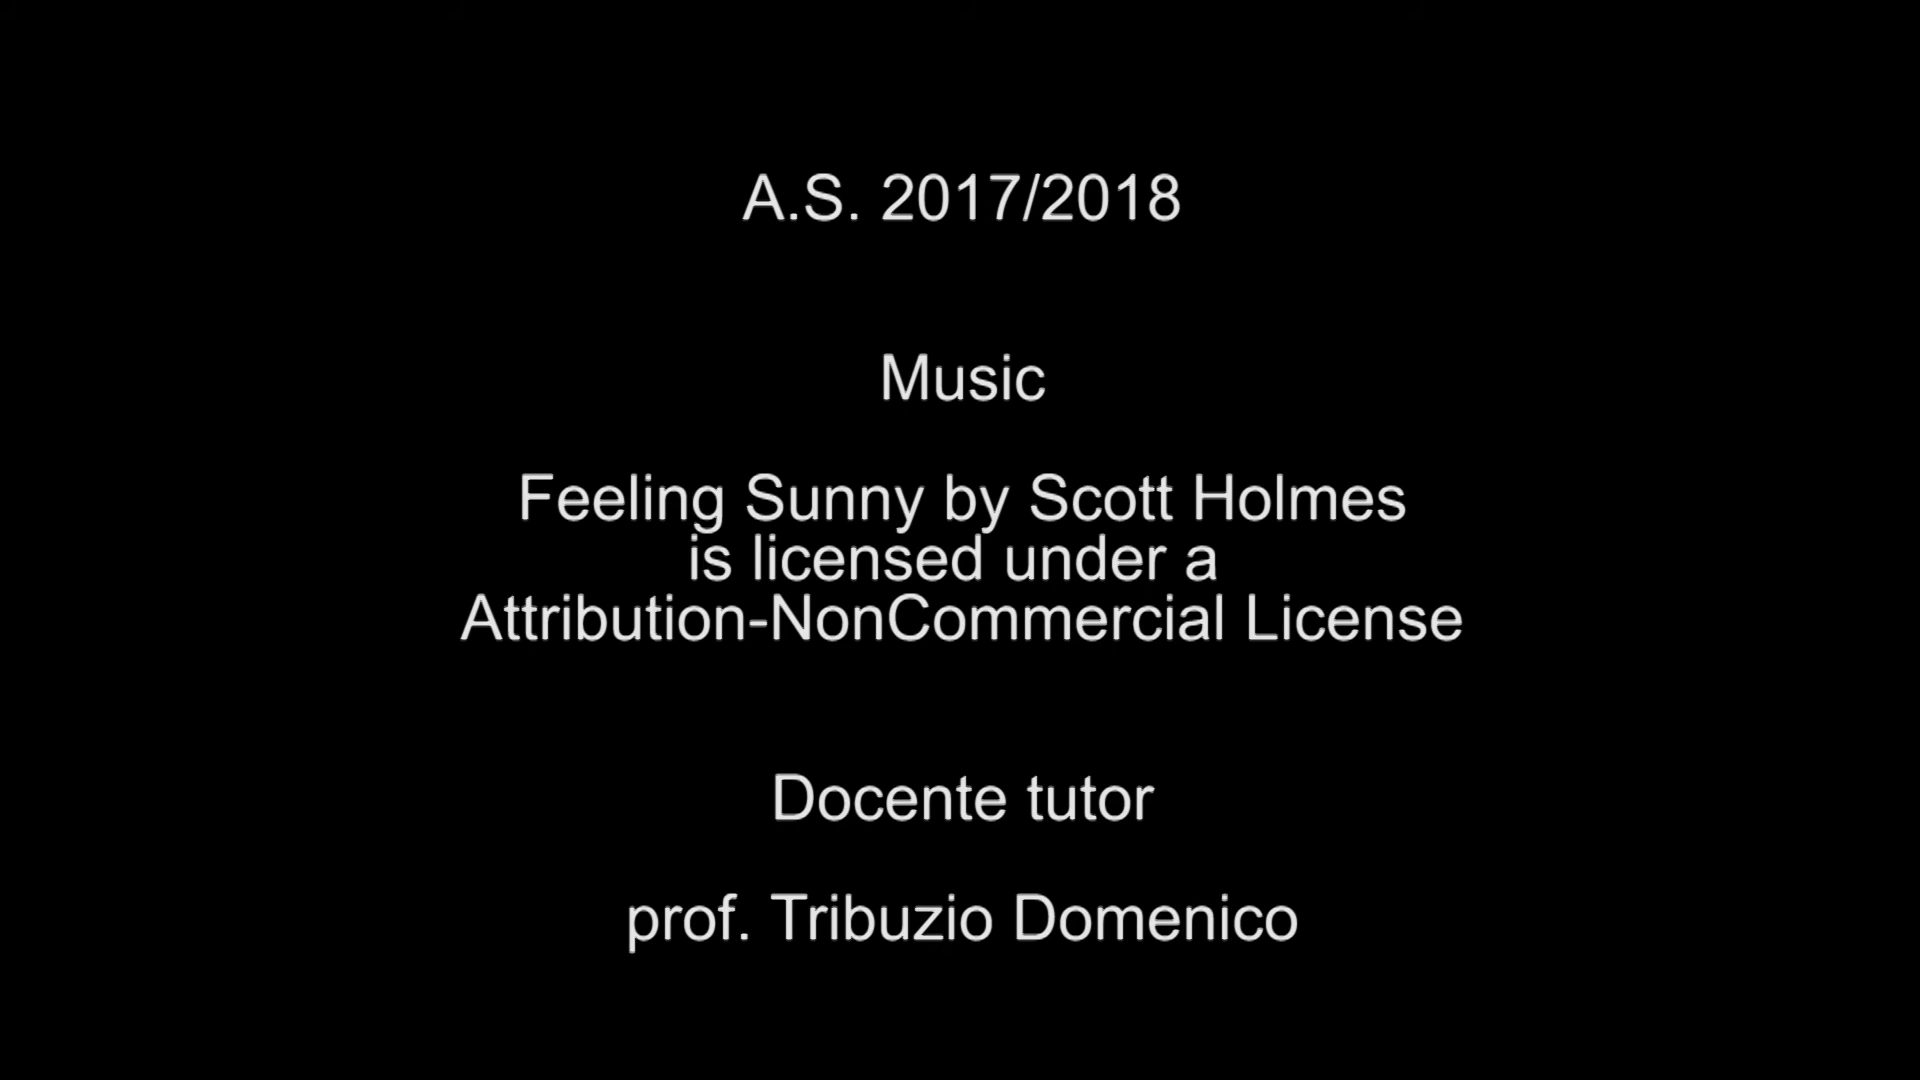 A.S. 2017/2018
Music
Feeling Sunny by Scott Holmes
is licensed under a
Attribution-NonCommercial License
Docente tutor
prof. Tribuzio Domenico